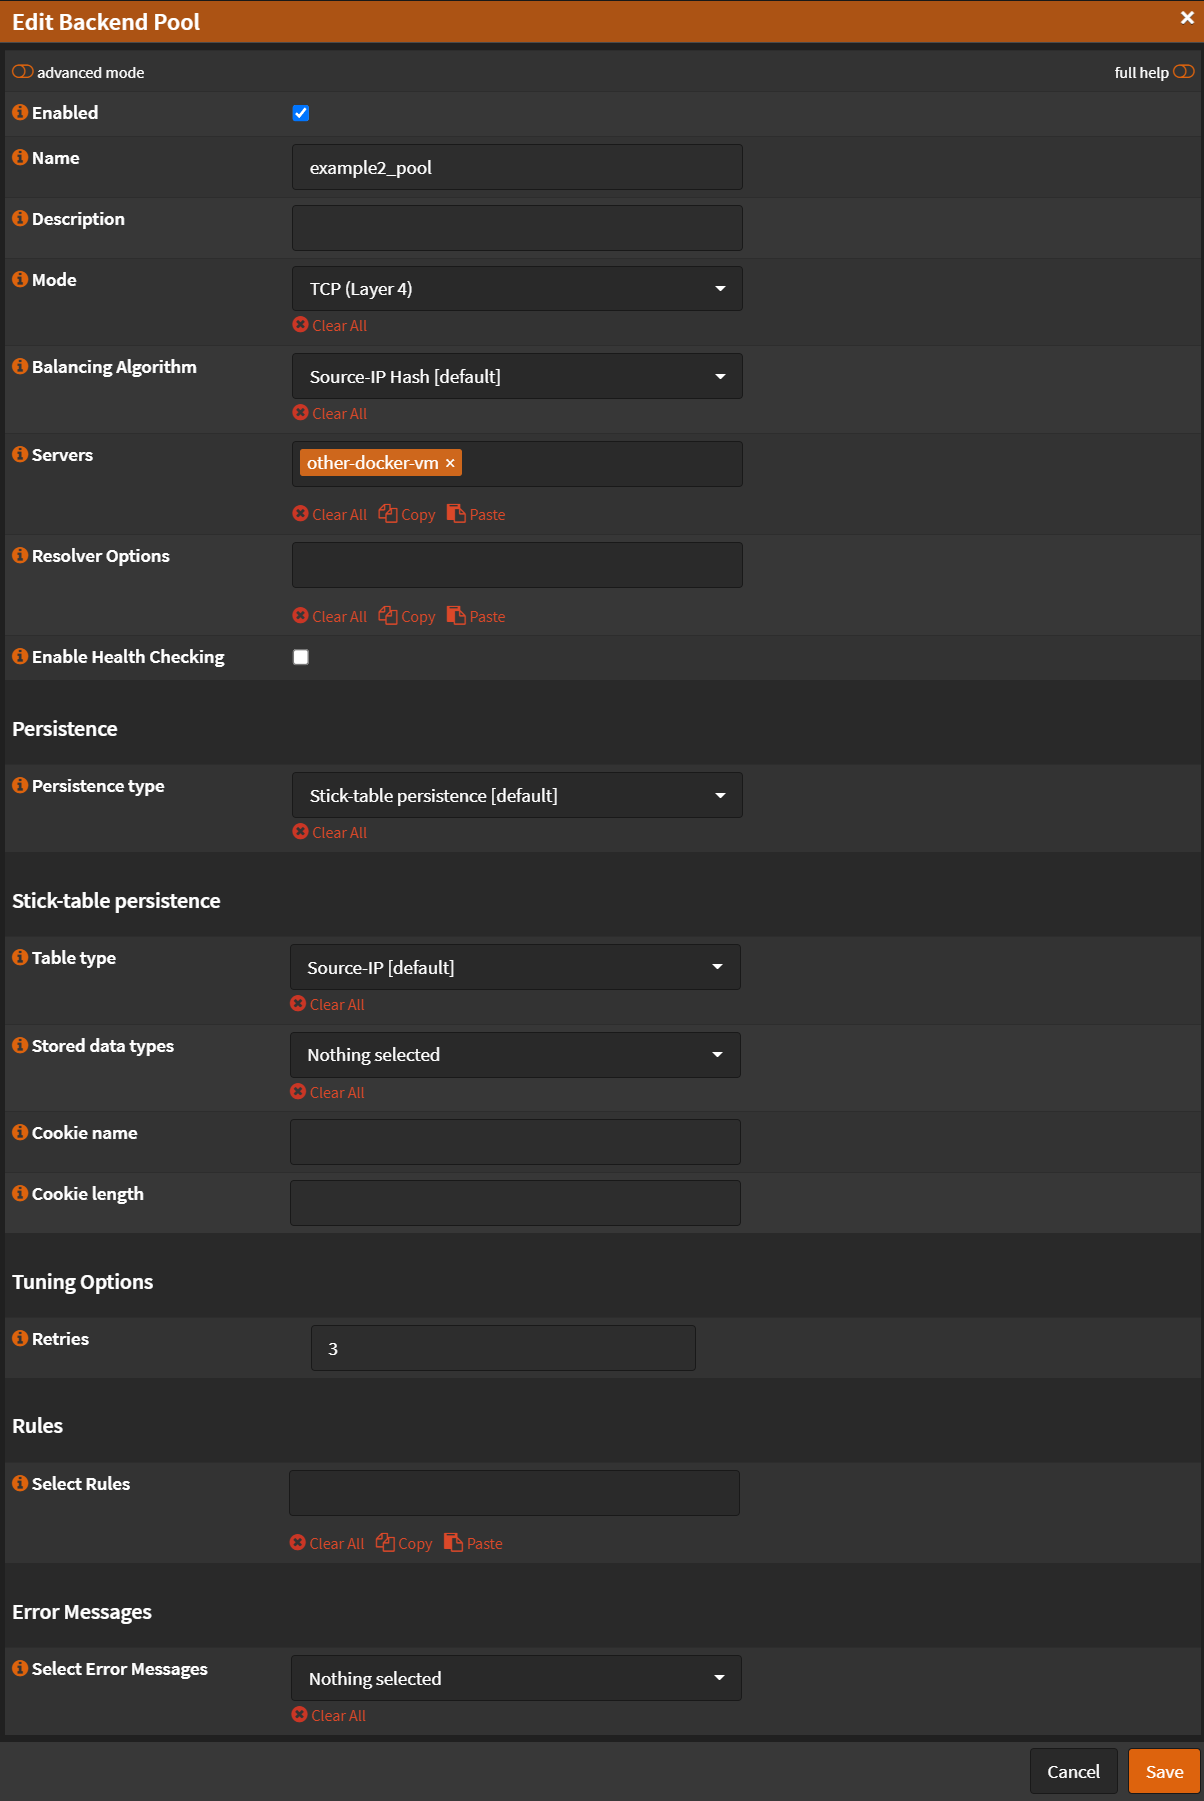 Edit Backend Pool ×
advanced mode full help
Enabled
Name example2_pool
Description
Mode TCP (Layer 4)
Clear All
Balancing Algorithm Source-IP Hash [default]
Clear All
Servers other-docker-vm ×
Clear All Copy Paste
Resolver Options
Clear All Copy Paste
Enable Health Checking
Persistence
Persistence type Stick-table persistence [default]
Clear All
Stick-table persistence
Table type Source-IP [default]
Clear All
Stored data types Nothing selected
Clear All
Cookie name
Cookie length
Tuning Options
Retries 3
Rules
Select Rules
Clear All Copy Paste
Error Messages
Select Error Messages Nothing selected
Clear All
Cancel Save